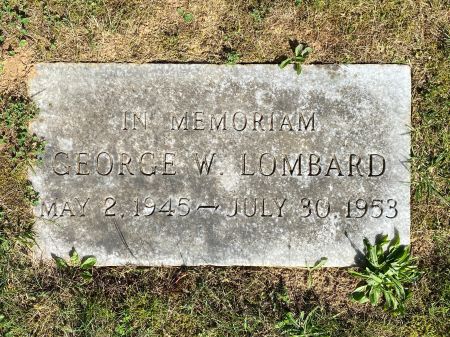 IN MEMORIAM
GEORGE W. LOMBARD
MAY 2, 1945 — JULY 30, 1953